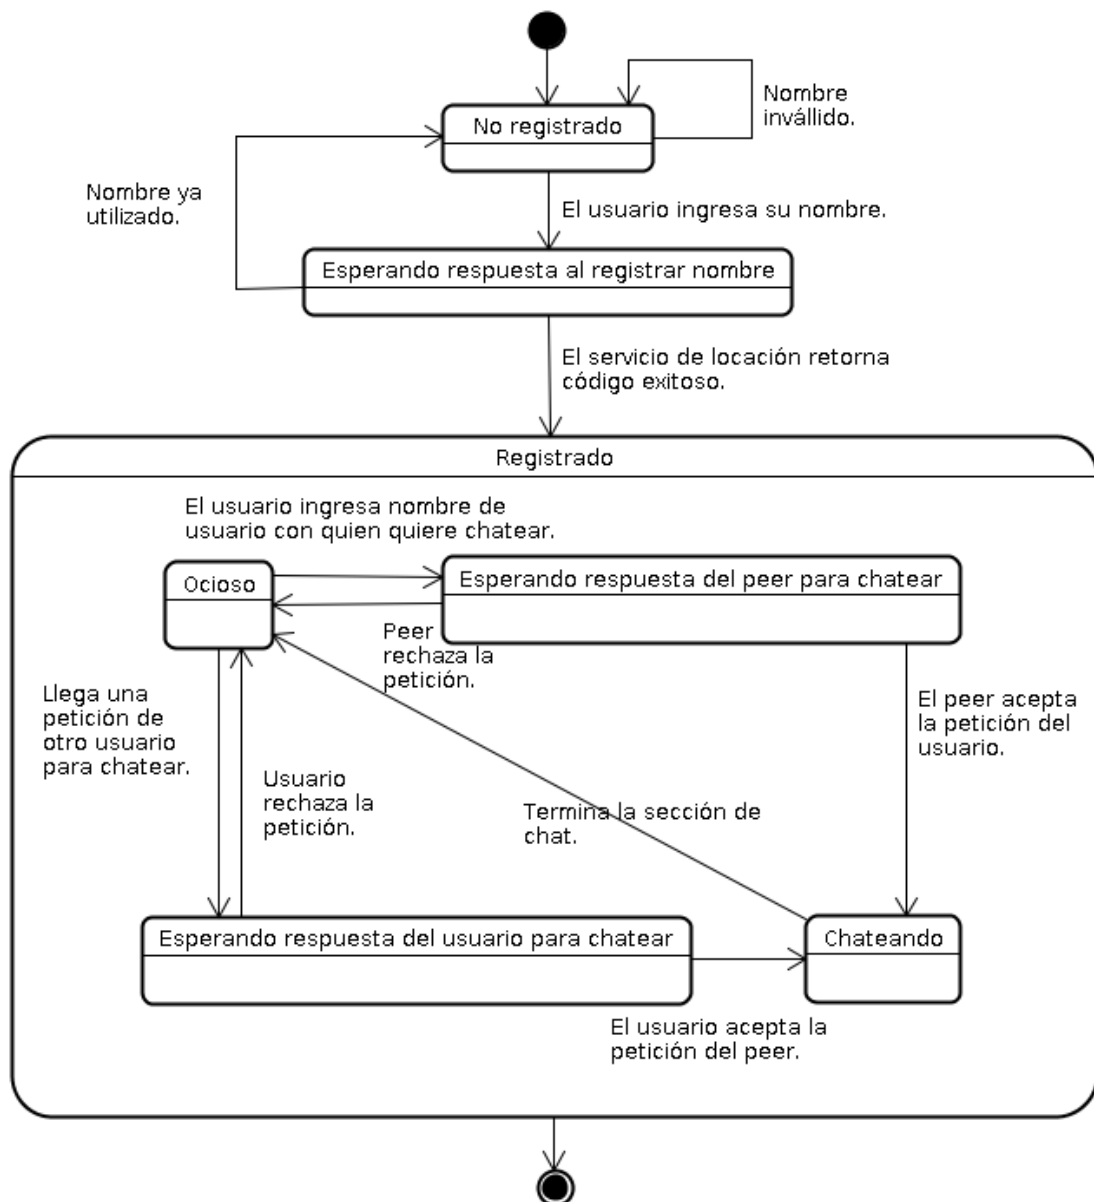 No registrado
Nombre
invállido.
Nombre ya
utilizado.
El usuario ingresa su nombre.
Esperando respuesta al registrar nombre
El servicio de locación retorna
código exitoso.
Registrado
El usuario ingresa nombre de
usuario con quien quiere chatear.
Ocioso
Esperando respuesta del peer para chatear
Peer
rechaza la
petición.
Llega una
petición de
otro usuario
para chatear.
El peer acepta
la petición del
usuario.
Usuario
rechaza la
petición.
Termina la sección de
chat.
Esperando respuesta del usuario para chatear
Chateando
El usuario acepta la
petición del peer.